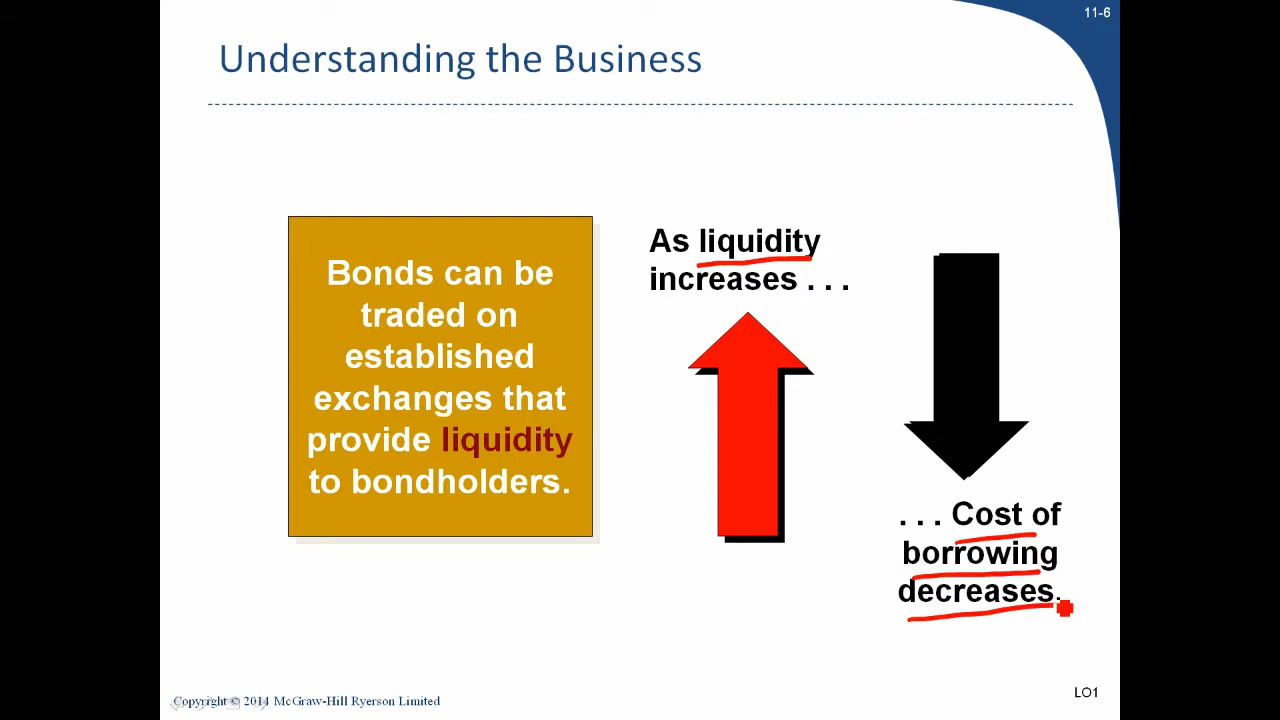 11-6
Understanding the Business
Bonds can be
traded on
established
exchanges that
provide liquidity
to bondholders.
As liquidity
increases . . .
. . . Cost of
borrowing
decreases.
Copyright © 2014 McGraw-Hill Ryerson Limited
LO1